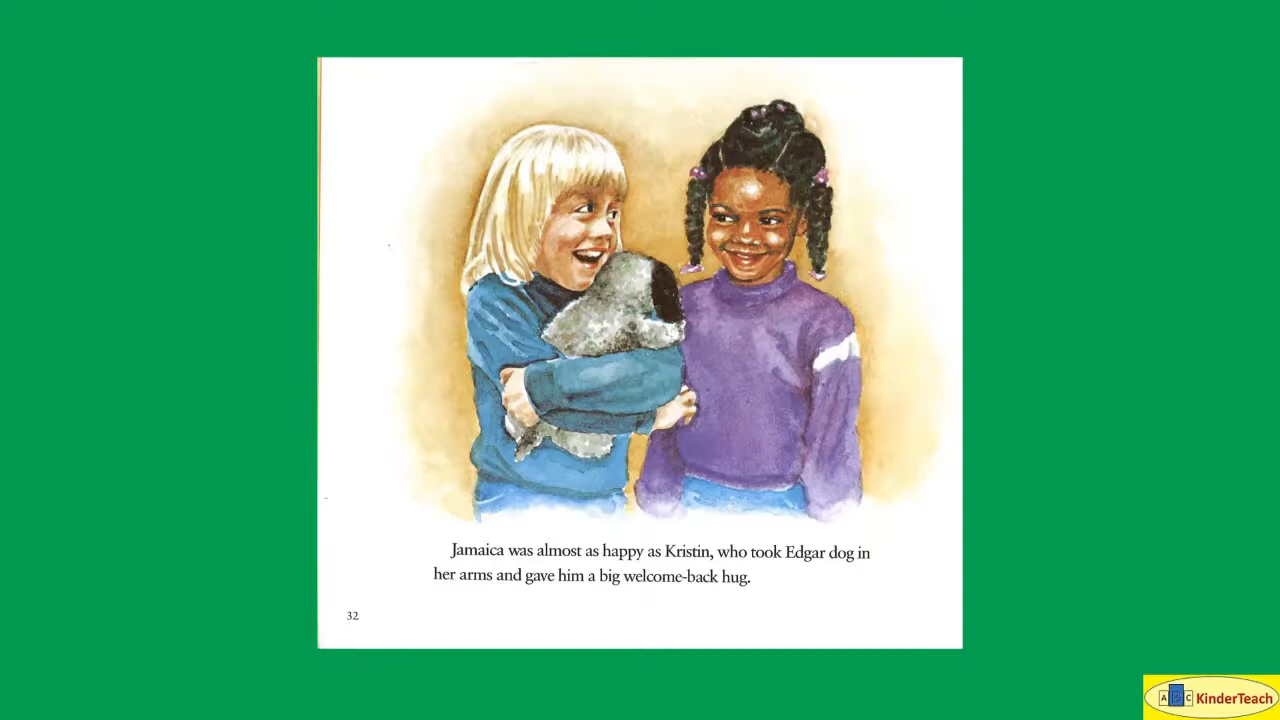 Jamaica was almost as happy as Kristin, who took Edgar dog in
her arms and gave him a big welcome-back hug.
32
ABC KinderTeach